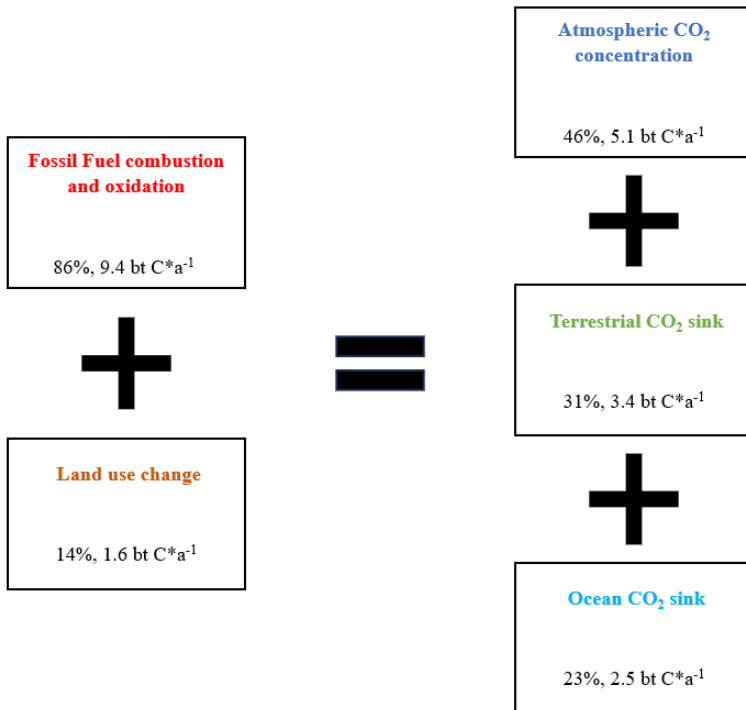 Fossil Fuel combustion
and oxidation
86%, 9.4 bt C*a⁻¹
Land use change
14%, 1.6 bt C*a⁻¹
Atmospheric CO₂
concentration
46%, 5.1 bt C*a⁻¹
Terrestrial CO₂ sink
31%, 3.4 bt C*a⁻¹
Ocean CO₂ sink
23%, 2.5 bt C*a⁻¹